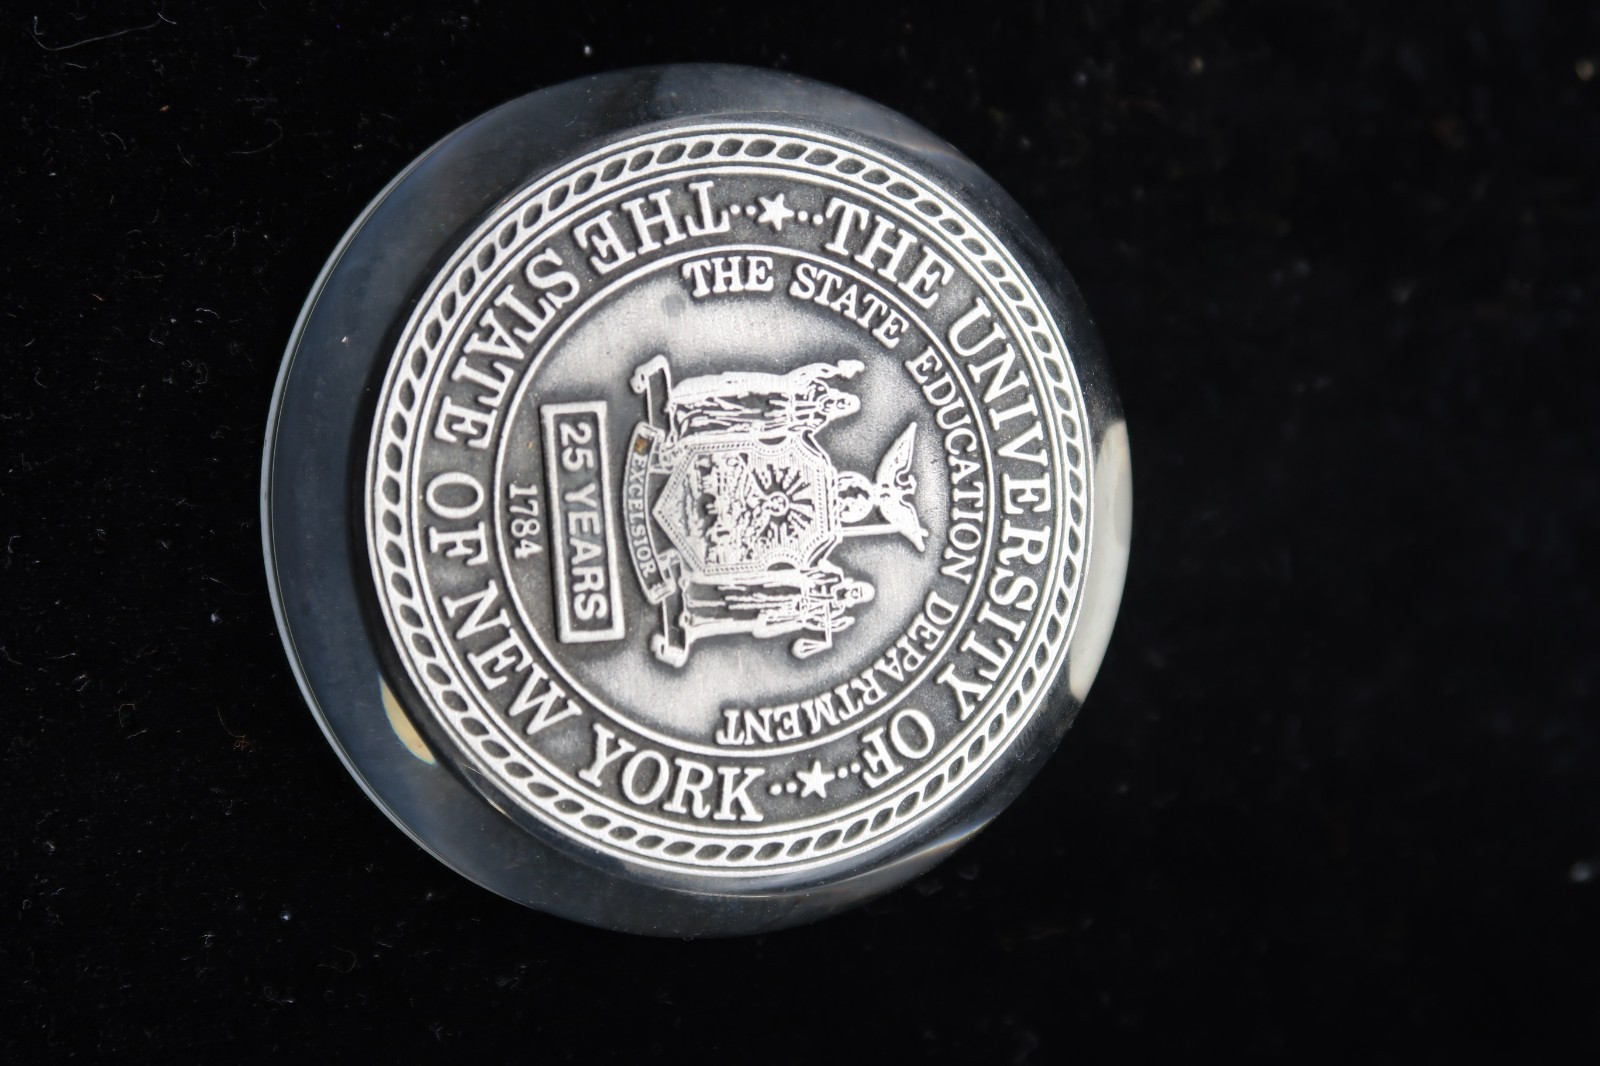 THE UNIVERSITY OF
THE STATE OF NEW YORK
THE STATE EDUCATION DEPARTMENT
EXCELSIOR
25 YEARS
1784